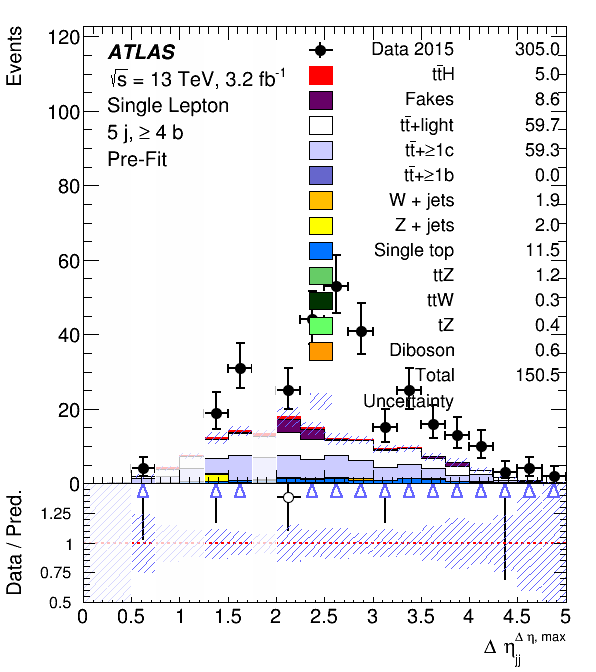 Events
120
100
80
60
40
20
0
ATLAS
√s = 13 TeV, 3.2 fb-1
Single Lepton
5 j, ≥ 4 b
Pre-Fit
Data 2015 305.0
tt̄H 5.0
Fakes 8.6
tt̄+light 59.7
tt̄+≥1c 59.3
tt̄+≥1b 0.0
W + jets 1.9
Z + jets 2.0
Single top 11.5
ttZ 1.2
ttW 0.3
tZ 0.4
Diboson 0.6
Total 150.5
Uncertainty
Data / Pred.
1.25
1
0.75
0.5
0 0.5 1 1.5 2 2.5 3 3.5 4 4.5 5
Δ ηjj Δ η, max